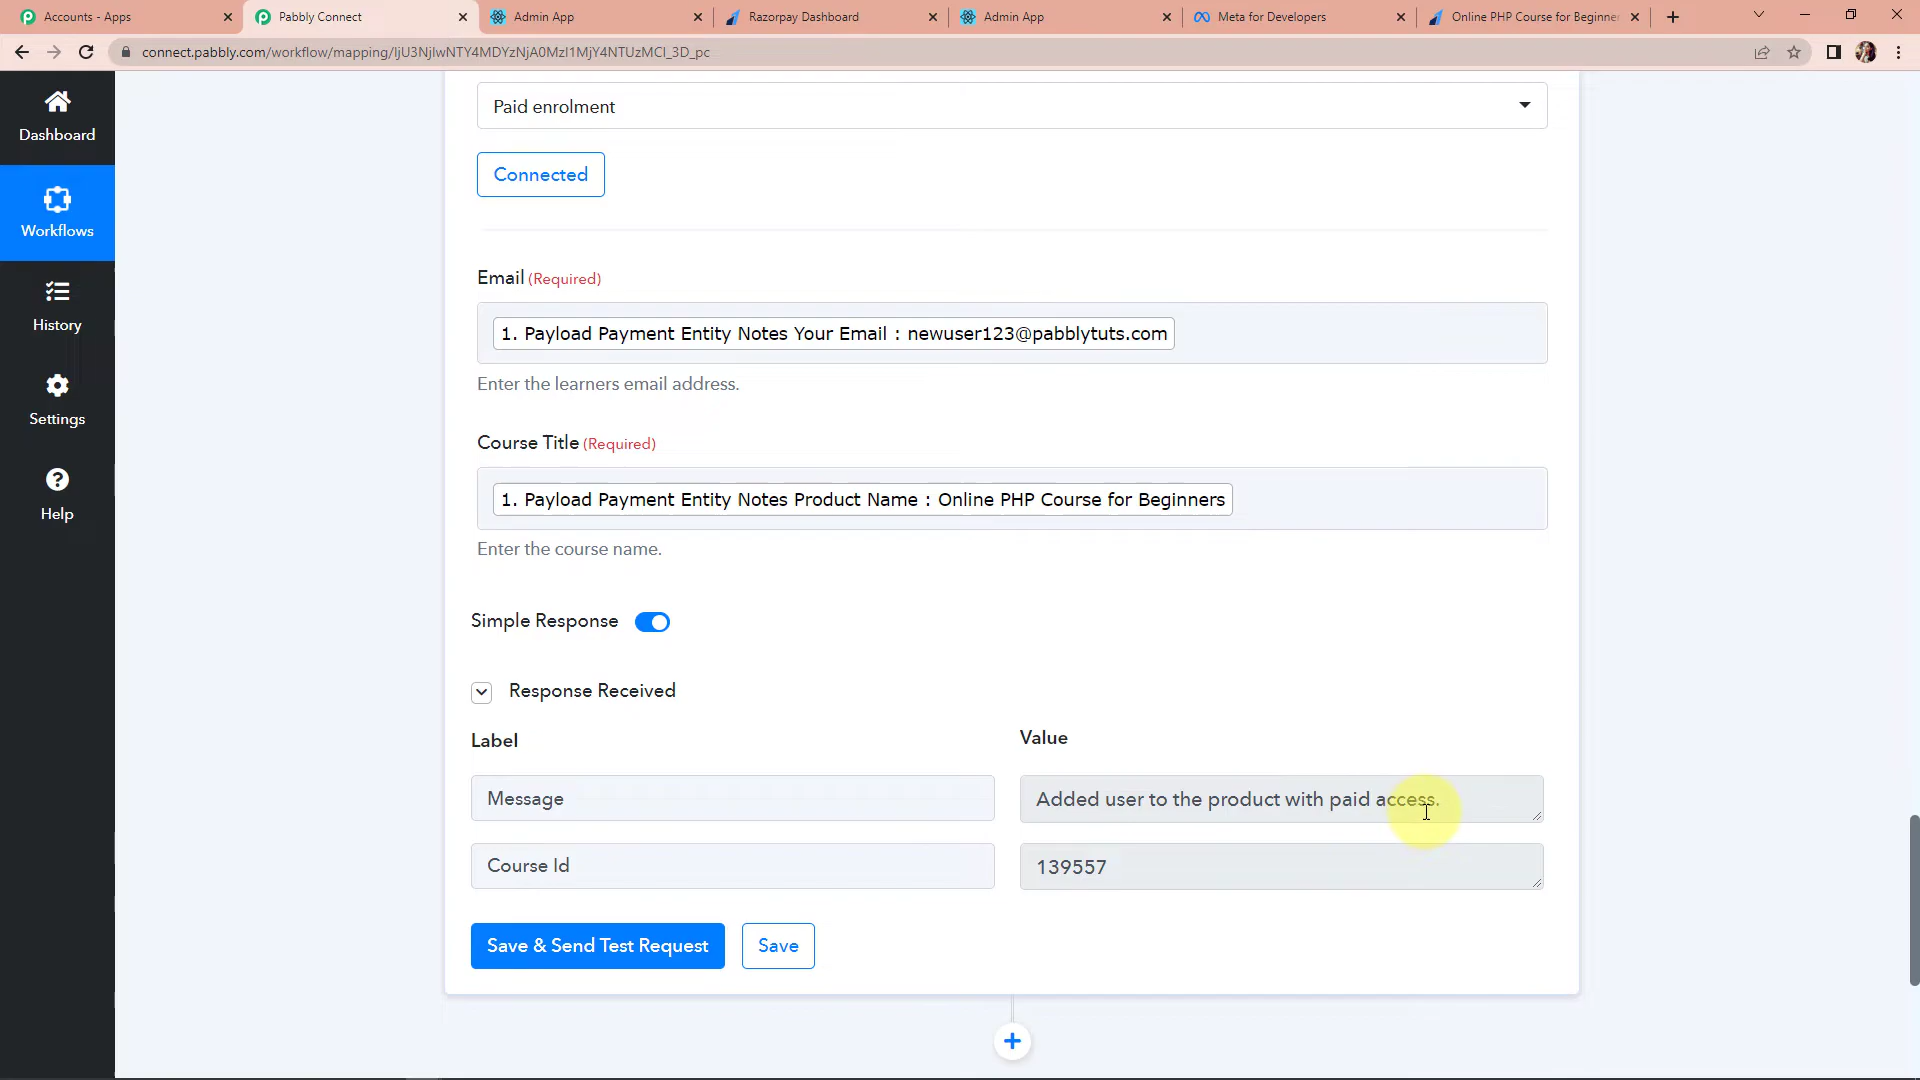 Accounts - Apps
Pabbly Connect
Admin App
Razorpay Dashboard
Admin App
Meta for Developers
Online PHP Course for Beginner
connect.pabbly.com/workflow/mapping/IjU3NjIwNTY4MDYzNjA0MzI1MjY4NTUzMCI_3D_pc
Dashboard
Workflows
History
Settings
Help
Paid enrolment
Connected
Email (Required)
1. Payload Payment Entity Notes Your Email : newuser123@pabblytuts.com
Enter the learners email address.
Course Title (Required)
1. Payload Payment Entity Notes Product Name : Online PHP Course for Beginners
Enter the course name.
Simple Response
Response Received
Label
Value
Message
Added user to the product with paid access.
Course Id
139557
Save & Send Test Request
Save